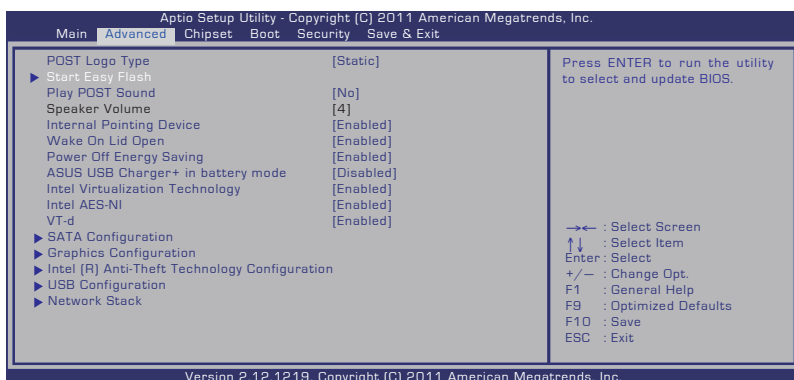 Aptio Setup Utility - Copyright (C) 2011 American Megatrends, Inc.
Main Advanced Chipset Boot Security Save & Exit
POST Logo Type [Static]
Start Easy Flash
Play POST Sound [No]
Speaker Volume [4]
Internal Pointing Device [Enabled]
Wake On Lid Open [Enabled]
Power Off Energy Saving [Enabled]
ASUS USB Charger+ in battery mode [Disabled]
Intel Virtualization Technology [Enabled]
Intel AES-NI [Enabled]
VT-d [Enabled]
SATA Configuration
Graphics Configuration
Intel (R) Anti-Theft Technology Configuration
USB Configuration
Network Stack
Press ENTER to run the utility
to select and update BIOS.
→← : Select Screen
↑↓ : Select Item
Enter : Select
+/— : Change Opt.
F1 : General Help
F9 : Optimized Defaults
F10 : Save
ESC : Exit
Version 2.12.1219. Copyright (C) 2011 American Megatrends, Inc.